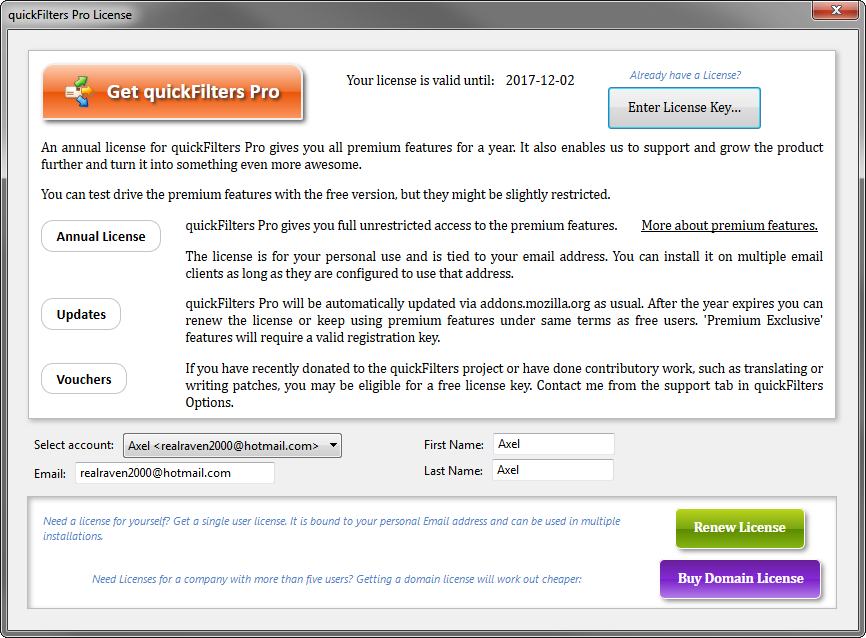 quickFilters Pro License
Get quickFilters Pro
Your license is valid until: 2017-12-02
Already have a License?
Enter License Key...
An annual license for quickFilters Pro gives you all premium features for a year. It also enables us to support and grow the product
further and turn it into something even more awesome.
You can test drive the premium features with the free version, but they might be slightly restricted.
Annual License
quickFilters Pro gives you full unrestricted access to the premium features. More about premium features.
The license is for your personal use and is tied to your email address. You can install it on multiple email
clients as long as they are configured to use that address.
Updates
quickFilters Pro will be automatically updated via addons.mozilla.org as usual. After the year expires you can
renew the license or keep using premium features under same terms as free users. 'Premium Exclusive'
features will require a valid registration key.
Vouchers
If you have recently donated to the quickFilters project or have done contributory work, such as translating or
writing patches, you may be eligible for a free license key. Contact me from the support tab in quickFilters
Options.
Select account: Axel <realraven2000@hotmail.com>
First Name: Axel
Email: realraven2000@hotmail.com
Last Name: Axel
Need a license for yourself? Get a single user license. It is bound to your personal Email address and can be used in multiple
installations.
Renew License
Need Licenses for a company with more than five users? Getting a domain license will work out cheaper:
Buy Domain License